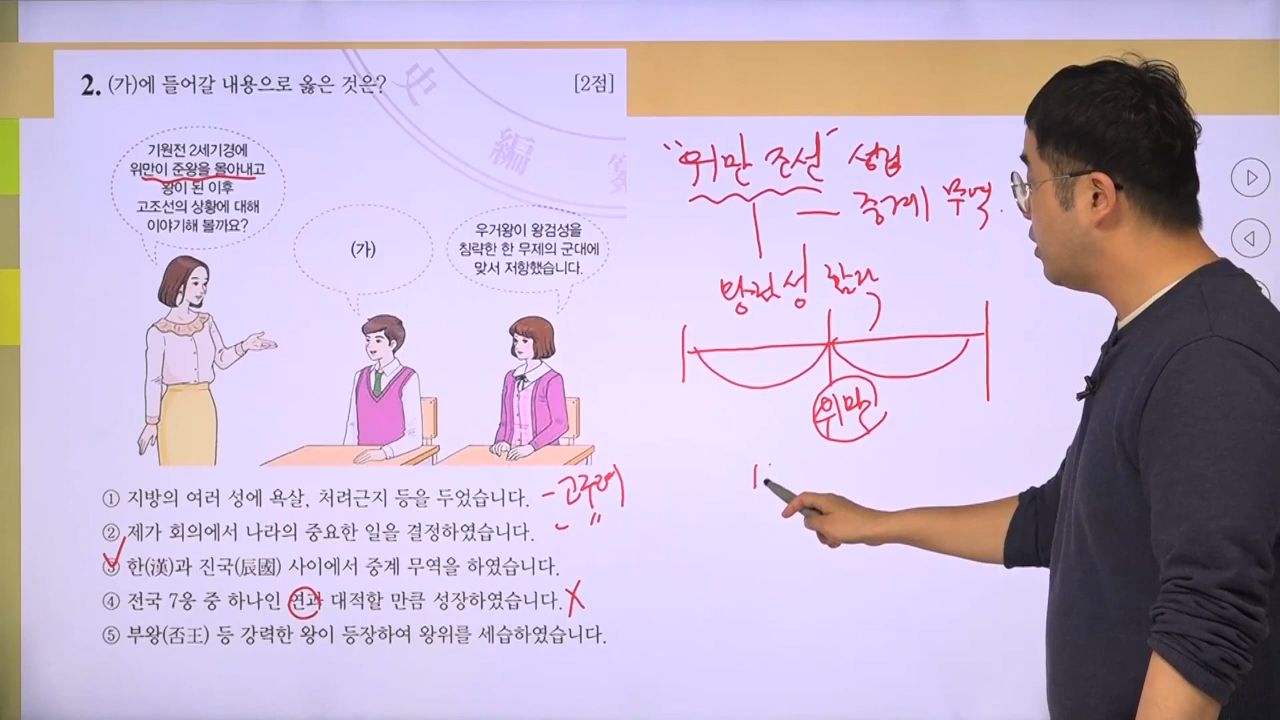 2. (가)에 들어갈 내용으로 옳은 것은? [2점]
史
編
기원전 2세기경에
위만이 준왕을 몰아내고
왕이 된 이후
고조선의 상황에 대해
이야기해 볼까요?
(가)
우거왕이 왕검성을
침략한 한 무제의 군대에
맞서 저항했습니다.
① 지방의 여러 성에 욕살, 처려근지 등을 두었습니다.
② 제가 회의에서 나라의 중요한 일을 결정하였습니다.
③ 한(漢)과 진국(辰國) 사이에서 중계 무역을 하였습니다.
④ 전국 7웅 중 하나인 연과 대적할 만큼 성장하였습니다.
⑤ 부왕(否王) 등 강력한 왕이 등장하여 왕위를 세습하였습니다.
- 고구려
- 〃
X
"위만 조선" 성립
— 중계 무역.
왕검성 함락
위만